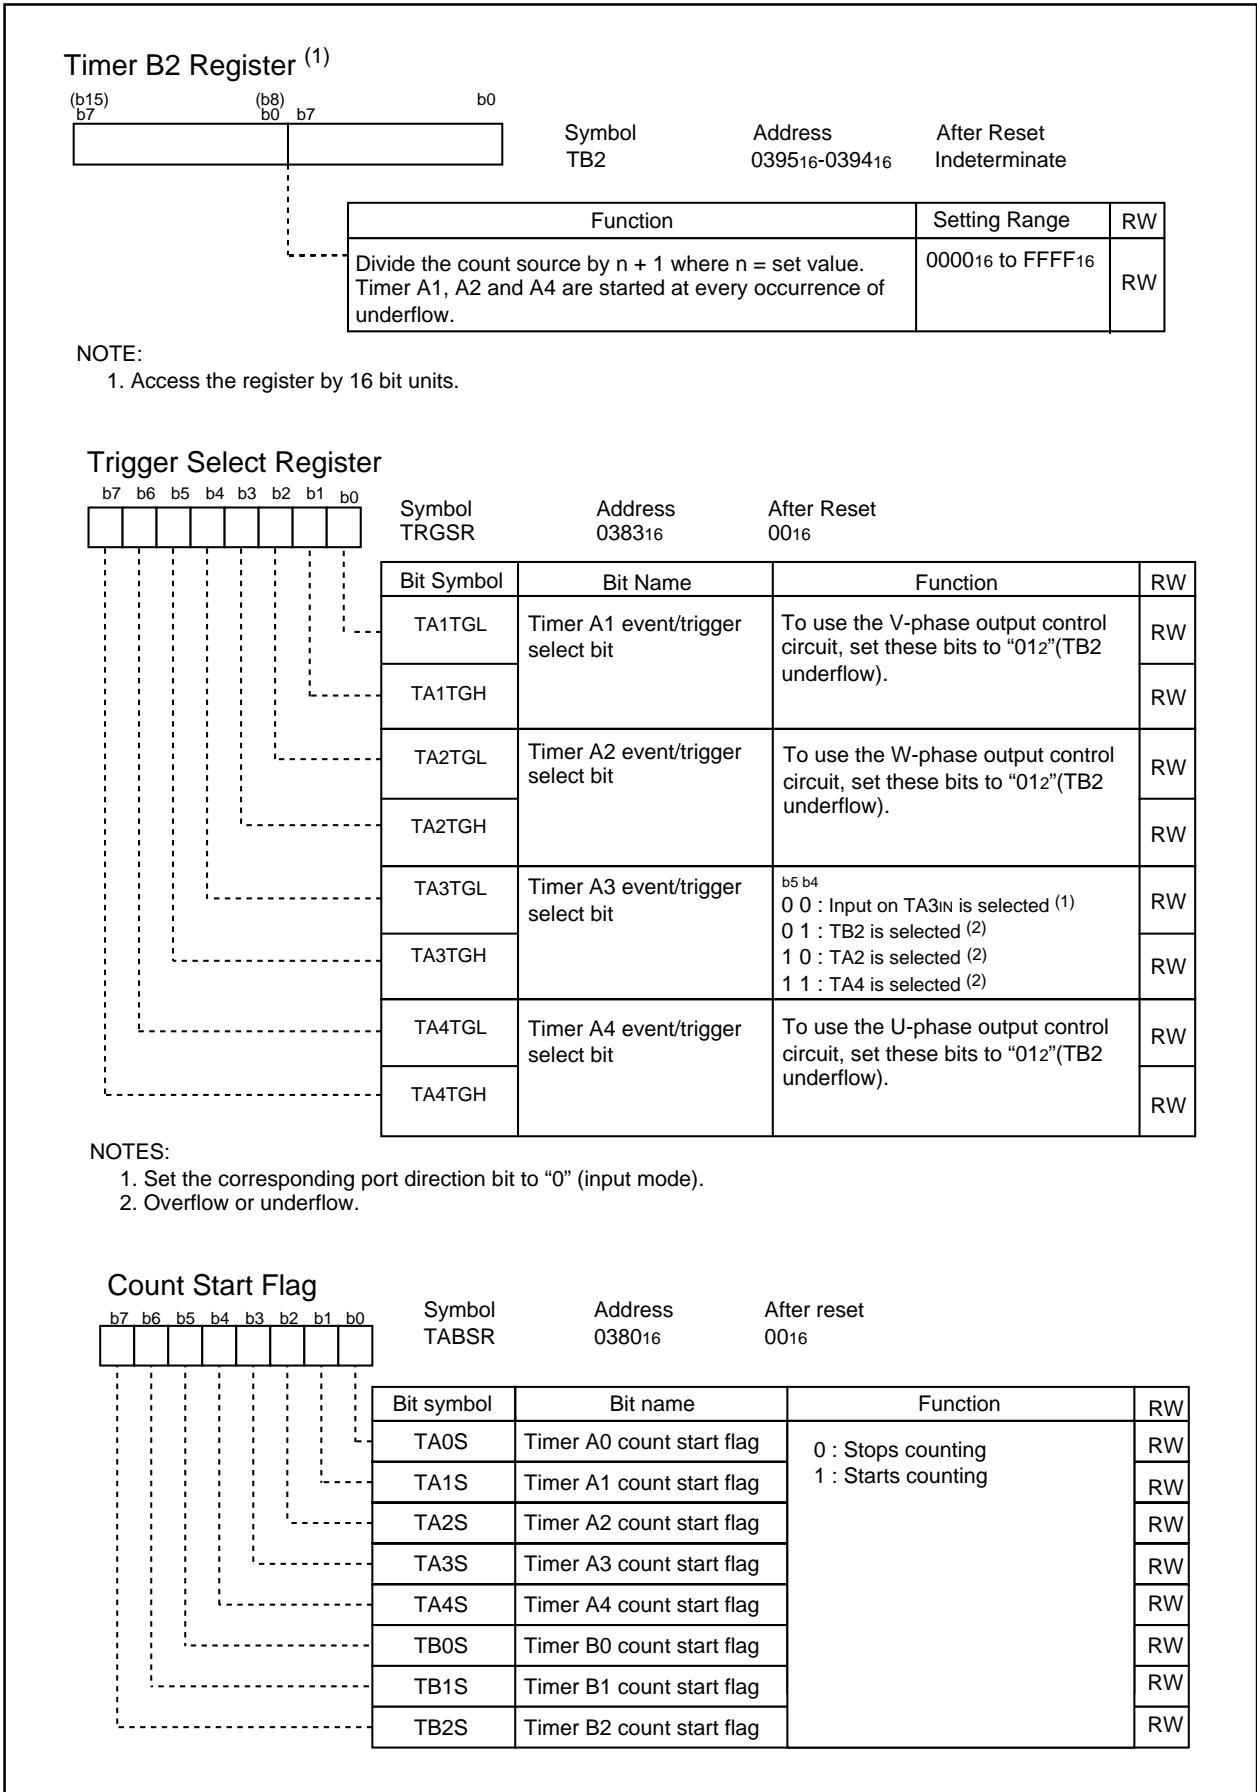 Timer B2 Register (1)
(b15) (b8)
b7 b0 b7 b0
Symbol Address After Reset
TB2 039516-039416 Indeterminate
Function Setting Range RW
Divide the count source by n + 1 where n = set value.
Timer A1, A2 and A4 are started at every occurrence of
underflow.
000016 to FFFF16
RW
NOTE:
1. Access the register by 16 bit units.
Trigger Select Register
b7 b6 b5 b4 b3 b2 b1 b0
Symbol Address After Reset
TRGSR 038316 0016
Bit Symbol Bit Name Function RW
TA1TGL
Timer A1 event/trigger
select bit
To use the V-phase output control
circuit, set these bits to “012”(TB2
underflow).
RW
TA1TGH RW
TA2TGL
Timer A2 event/trigger
select bit
To use the W-phase output control
circuit, set these bits to “012”(TB2
underflow).
RW
TA2TGH RW
TA3TGL
Timer A3 event/trigger
select bit
b5 b4
0 0 : Input on TA3IN is selected (1)
0 1 : TB2 is selected (2)
1 0 : TA2 is selected (2)
1 1 : TA4 is selected (2)
RW
TA3TGH RW
TA4TGL
Timer A4 event/trigger
select bit
To use the U-phase output control
circuit, set these bits to “012”(TB2
underflow).
RW
TA4TGH RW
NOTES:
1. Set the corresponding port direction bit to “0” (input mode).
2. Overflow or underflow.
Count Start Flag
b7 b6 b5 b4 b3 b2 b1 b0
Symbol Address After reset
TABSR 038016 0016
Bit symbol Bit name Function RW
TA0S Timer A0 count start flag 0 : Stops counting RW
TA1S Timer A1 count start flag 1 : Starts counting RW
TA2S Timer A2 count start flag RW
TA3S Timer A3 count start flag RW
TA4S Timer A4 count start flag RW
TB0S Timer B0 count start flag RW
TB1S Timer B1 count start flag RW
TB2S Timer B2 count start flag RW